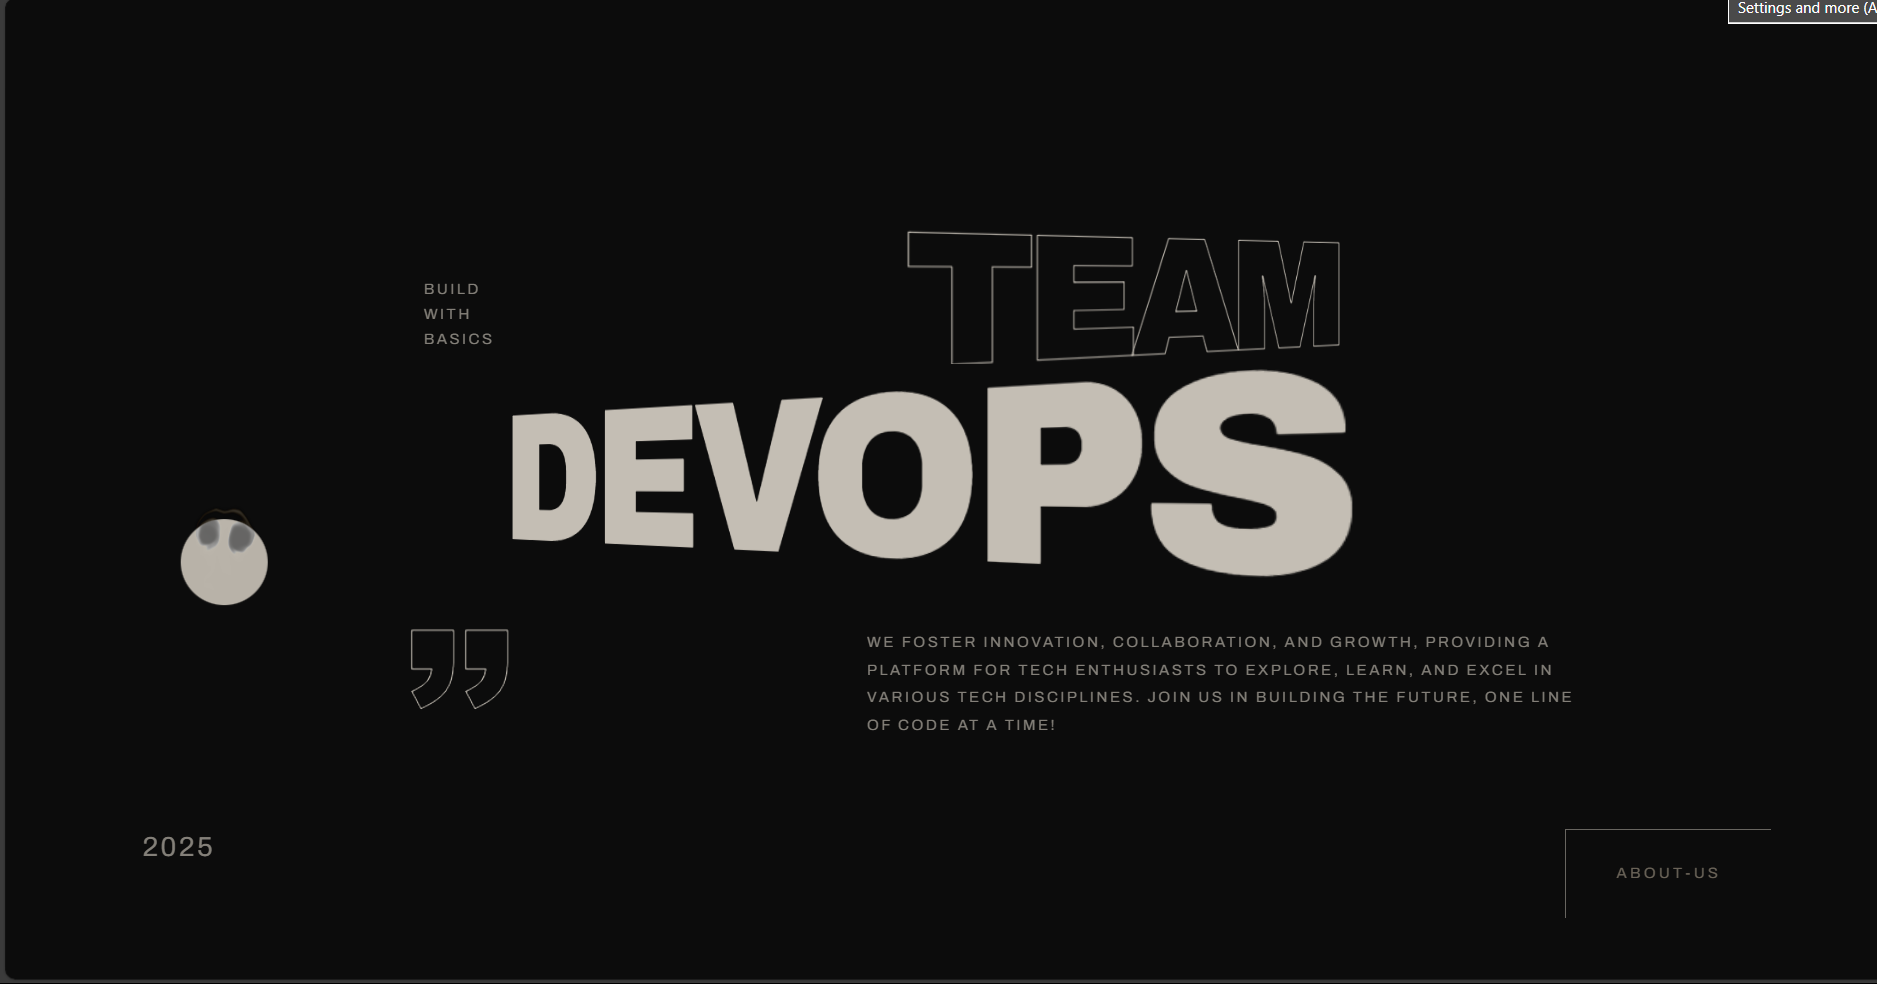 Settings and more (A
TEAM
BUILD
WITH
BASICS
DEVOPS
WE FOSTER INNOVATION, COLLABORATION, AND GROWTH, PROVIDING A
PLATFORM FOR TECH ENTHUSIASTS TO EXPLORE, LEARN, AND EXCEL IN
VARIOUS TECH DISCIPLINES. JOIN US IN BUILDING THE FUTURE, ONE LINE
OF CODE AT A TIME!
2025
ABOUT-US